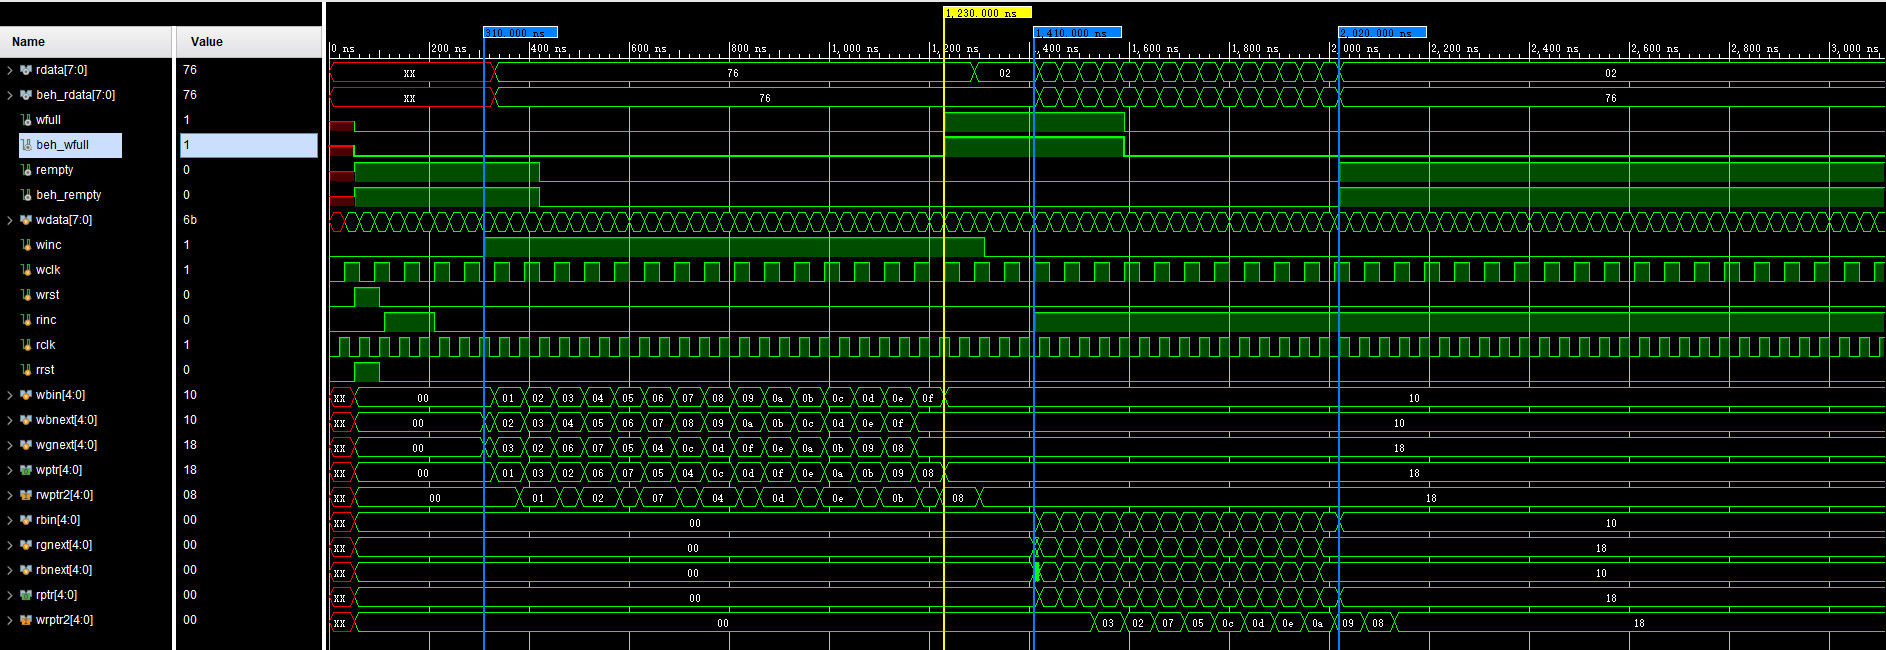 1,230.000 ns
310.000 ns 1,410.000 ns 2,020.000 ns
Name Value 0 ns 200 ns 400 ns 600 ns 800 ns 1,000 ns 1,200 ns 1,400 ns 1,600 ns 1,800 ns 2,000 ns 2,200 ns 2,400 ns 2,600 ns 2,800 ns 3,000 ns
rdata[7:0] 76 XX 76 02 02
beh_rdata[7:0] 76 XX 76 76
wfull 1
beh_wfull 1
rempty 0
beh_rempty 0
wdata[7:0] 6b
winc 1
wclk 1
wrst 0
rinc 0
rclk 1
rrst 0
wbin[4:0] 10 XX 00 01 02 03 04 05 06 07 08 09 0a 0b 0c 0d 0e 0f 10
wbnext[4:0] 10 XX 00 02 03 04 05 06 07 08 09 0a 0b 0c 0d 0e 0f 10
wgnext[4:0] 18 XX 00 03 02 06 07 05 04 0c 0d 0f 0e 0a 0b 09 08 18
wptr[4:0] 18 XX 00 01 03 02 06 07 05 04 0c 0d 0f 0e 0a 0b 09 08 18
rwptr2[4:0] 08 XX 00 01 02 07 04 0d 0e 0b 08 18
rbin[4:0] 00 XX 00 10
rgnext[4:0] 00 XX 00 18
rbnext[4:0] 00 XX 00 10
rptr[4:0] 00 XX 00 18
wrptr2[4:0] 00 XX 00 03 02 07 05 0c 0d 0e 0a 09 08 18